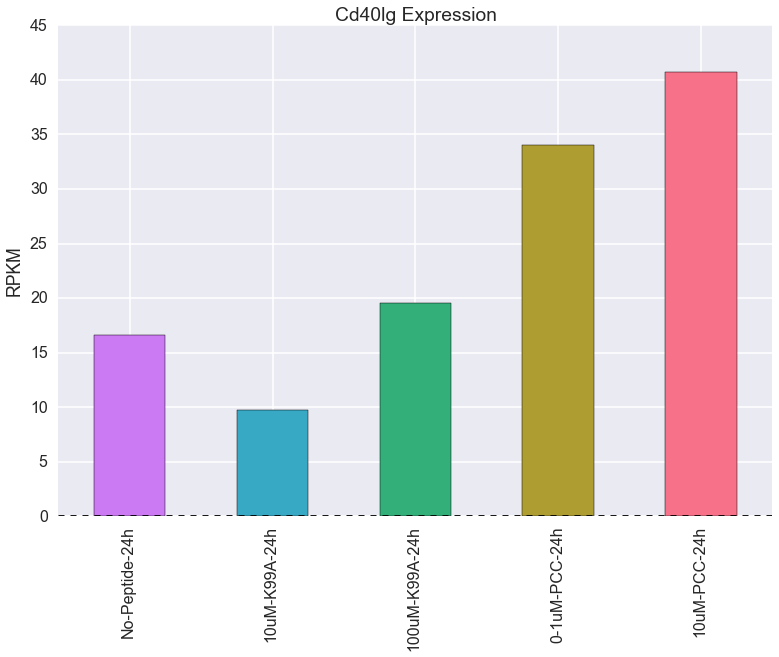 Cd40lg Expression
RPKM
45
40
35
30
25
20
15
10
5
0
No-Peptide-24h
10uM-K99A-24h
100uM-K99A-24h
0-1uM-PCC-24h
10uM-PCC-24h